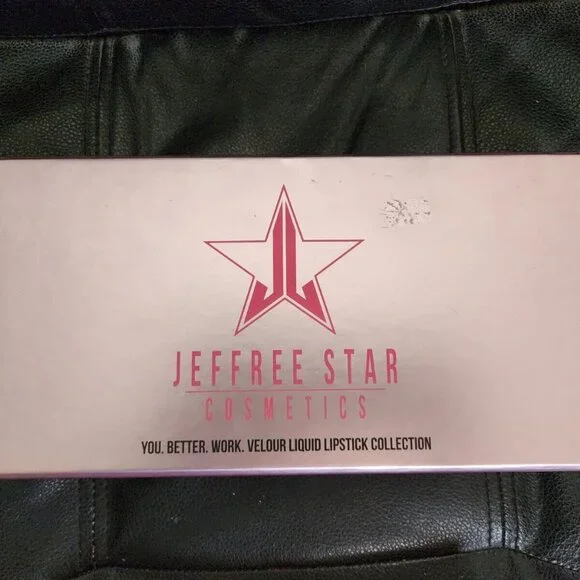 JEFFREE STAR
COSMETICS
YOU. BETTER. WORK. VELOUR LIQUID LIPSTICK COLLECTION